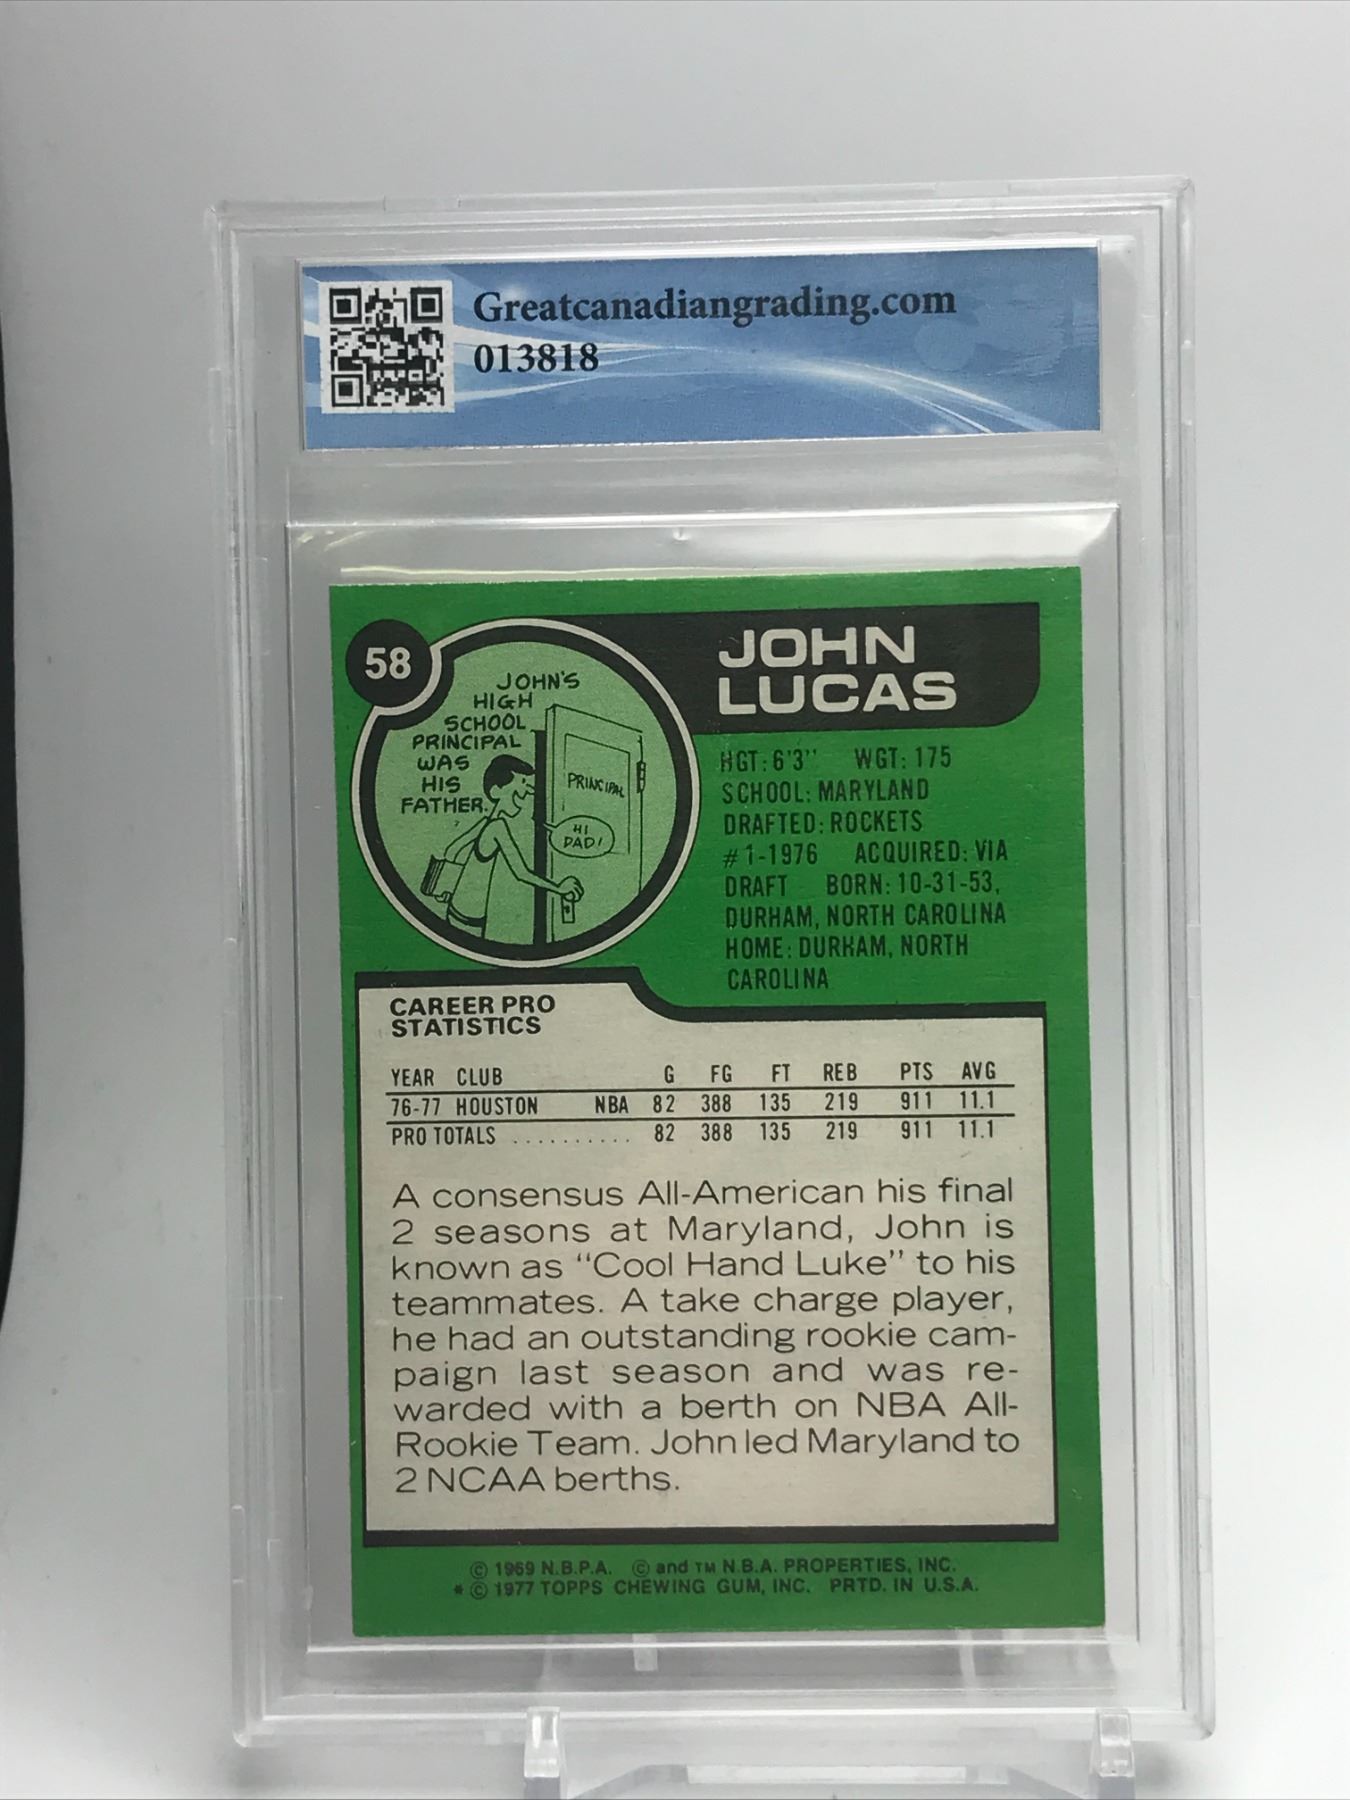 Greatcanadiangrading.com
013818
58
JOHN
LUCAS
JOHN'S
HIGH
SCHOOL
PRINCIPAL
WAS
HIS
FATHER.
PRINCIPAL
HI
DAD!
HGT: 6'3" WGT: 175
SCHOOL: MARYLAND
DRAFTED: ROCKETS
#1-1976 ACQUIRED: VIA
DRAFT BORN: 10-31-53,
DURHAM, NORTH CAROLINA
HOME: DURHAM, NORTH
CAROLINA
CAREER PRO
STATISTICS
YEAR CLUB G FG FT REB PTS AVG
76-77 HOUSTON NBA 82 388 135 219 911 11.1
PRO TOTALS .......... 82 388 135 219 911 11.1
A consensus All-American his final
2 seasons at Maryland, John is
known as "Cool Hand Luke" to his
teammates. A take charge player,
he had an outstanding rookie cam-
paign last season and was re-
warded with a berth on NBA All-
Rookie Team. John led Maryland to
2 NCAA berths.
© 1969 N.B.P.A. © and TM N.B.A. PROPERTIES, INC.
* © 1977 TOPPS CHEWING GUM, INC. PRTD. IN U.S.A.